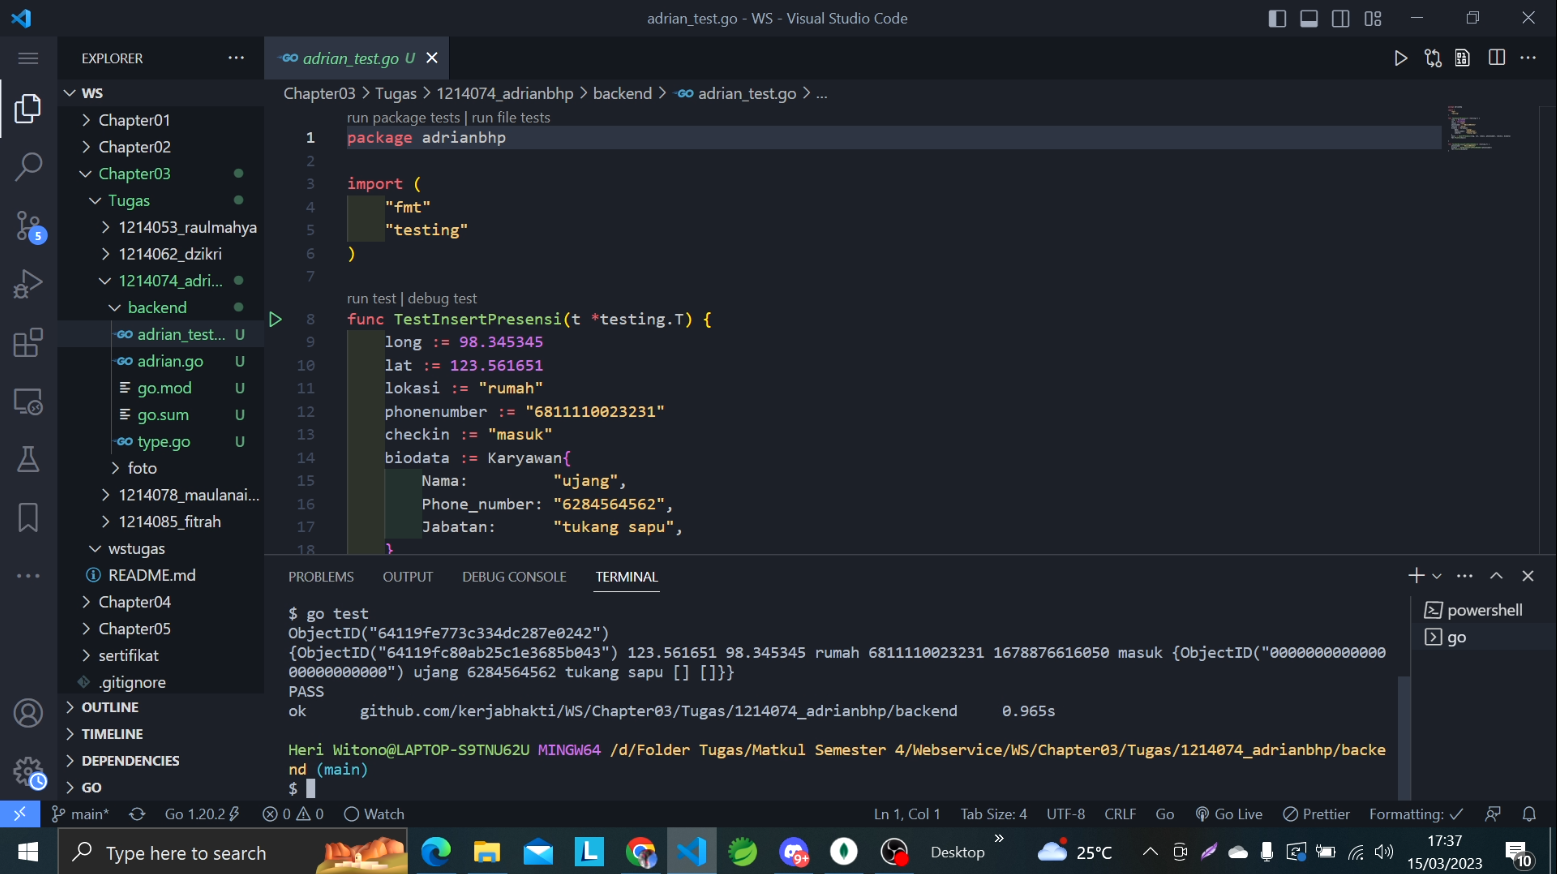 adrian_test.go - WS - Visual Studio Code
EXPLORER
adrian_test.go U
WS
Chapter01
Chapter02
Chapter03
Tugas
1214053_raulmahya
1214062_dzikri
1214074_adri...
backend
adrian_test... U
adrian.go U
go.mod U
go.sum U
type.go U
foto
1214078_maulanai...
1214085_fitrah
wstugas
README.md
Chapter04
Chapter05
sertifikat
.gitignore
OUTLINE
TIMELINE
DEPENDENCIES
GO
5
Chapter03 > Tugas > 1214074_adrianbhp > backend > adrian_test.go > ...
run package tests | run file tests
1 package adrianbhp
2
3 import (
4 "fmt"
5 "testing"
6 )
7
run test | debug test
8 func TestInsertPresensi(t *testing.T) {
9 long := 98.345345
10 lat := 123.561651
11 lokasi := "rumah"
12 phonenumber := "6811110023231"
13 checkin := "masuk"
14 biodata := Karyawan{
15 Nama: "ujang",
16 Phone_number: "6284564562",
17 Jabatan: "tukang sapu",
18 }
PROBLEMS OUTPUT DEBUG CONSOLE TERMINAL
$ go test
ObjectID("64119fe773c334dc287e0242")
{ObjectID("64119fc80ab25c1e3685b043") 123.561651 98.345345 rumah 6811110023231 1678876616050 masuk {ObjectID("0000000000000
00000000000") ujang 6284564562 tukang sapu [] []}}
PASS
ok github.com/kerjabhakti/WS/Chapter03/Tugas/1214074_adrianbhp/backend 0.965s
Heri Witono@LAPTOP-S9TNU62U MINGW64 /d/Folder Tugas/Matkul Semester 4/Webservice/WS/Chapter03/Tugas/1214074_adrianbhp/backe
nd (main)
$
powershell
go
main* Go 1.20.2 0 0 Watch Ln 1, Col 1 Tab Size: 4 UTF-8 CRLF Go Go Live Prettier Formatting:
Type here to search
L
9+
Desktop
25°C
17:37
15/03/2023
10